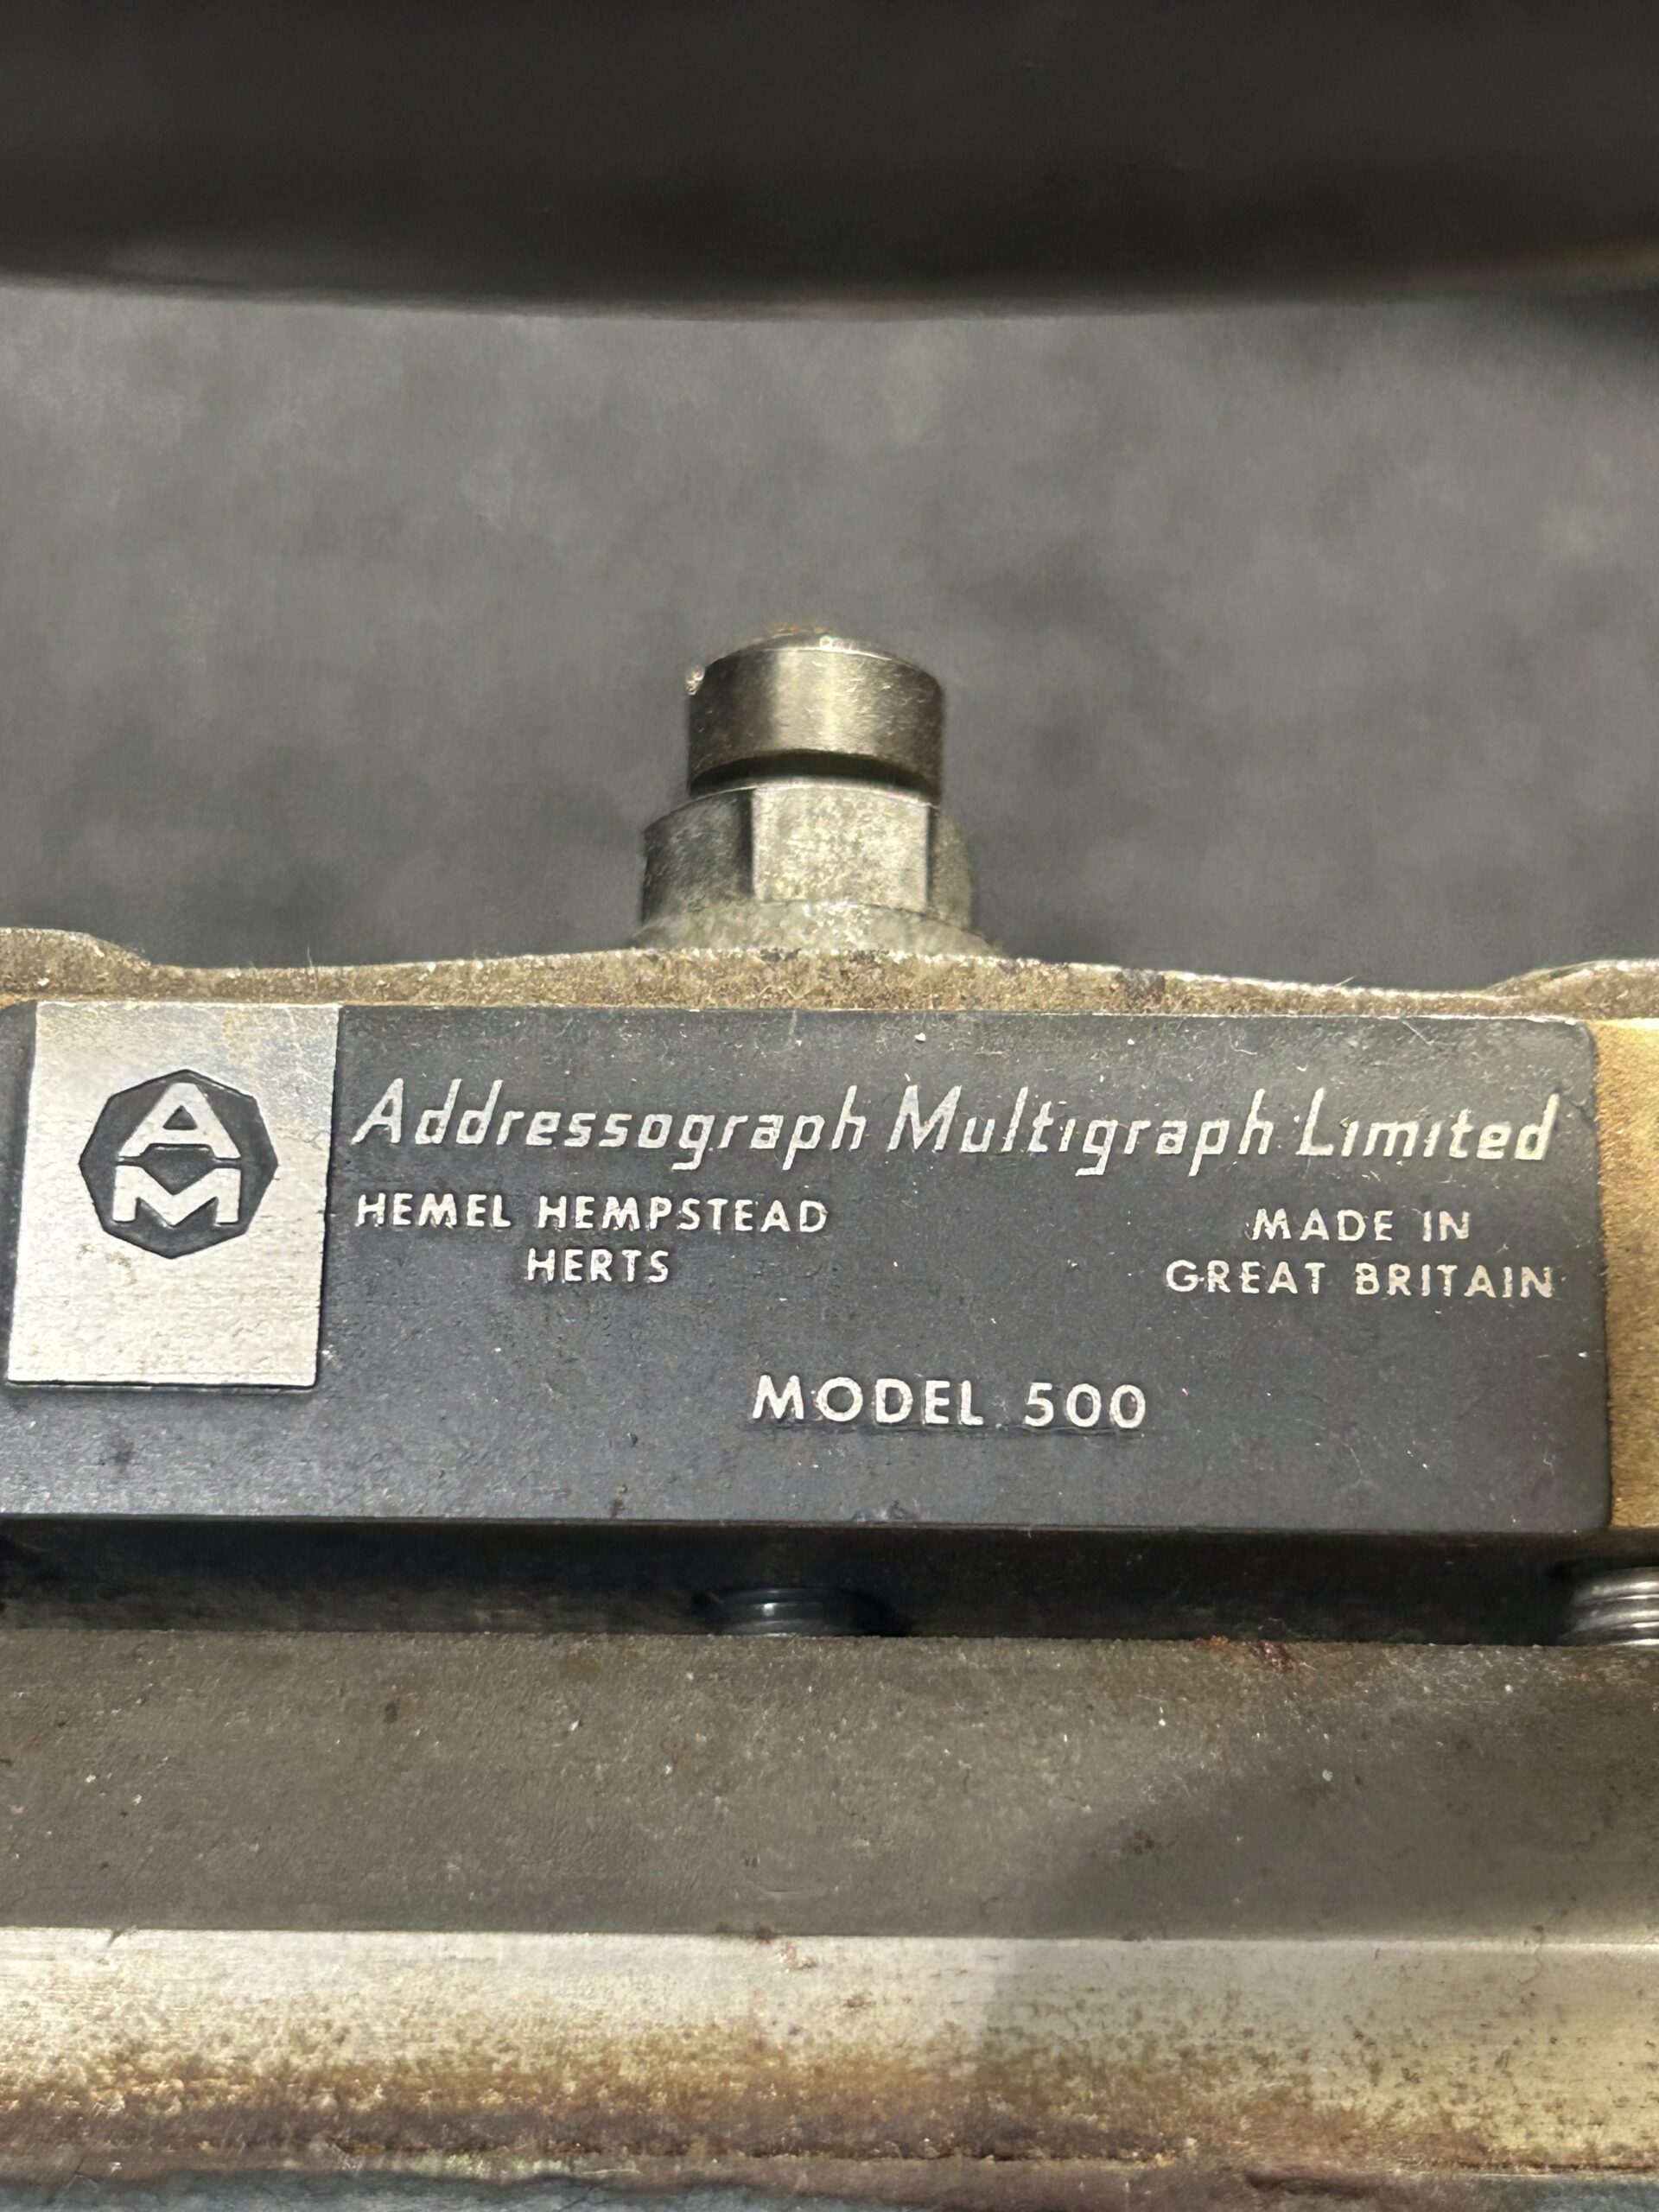 AM
Addressograph Multigraph Limited
HEMEL HEMPSTEAD
HERTS
MADE IN
GREAT BRITAIN
MODEL 500